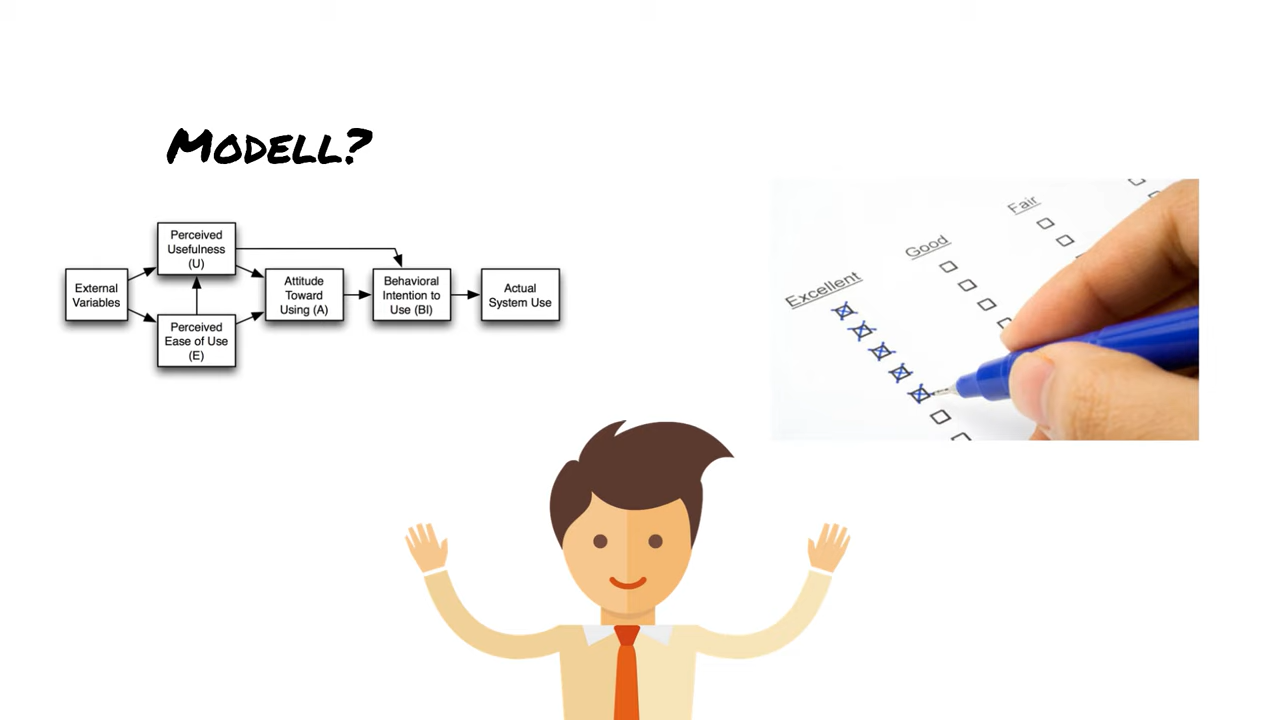 MODELL?
Perceived
Usefulness
(U)
External
Variables
Perceived
Ease of Use
(E)
Attitude
Toward
Using (A)
Behavioral
Intention to
Use (BI)
Actual
System Use
Excellent
Good
Fair